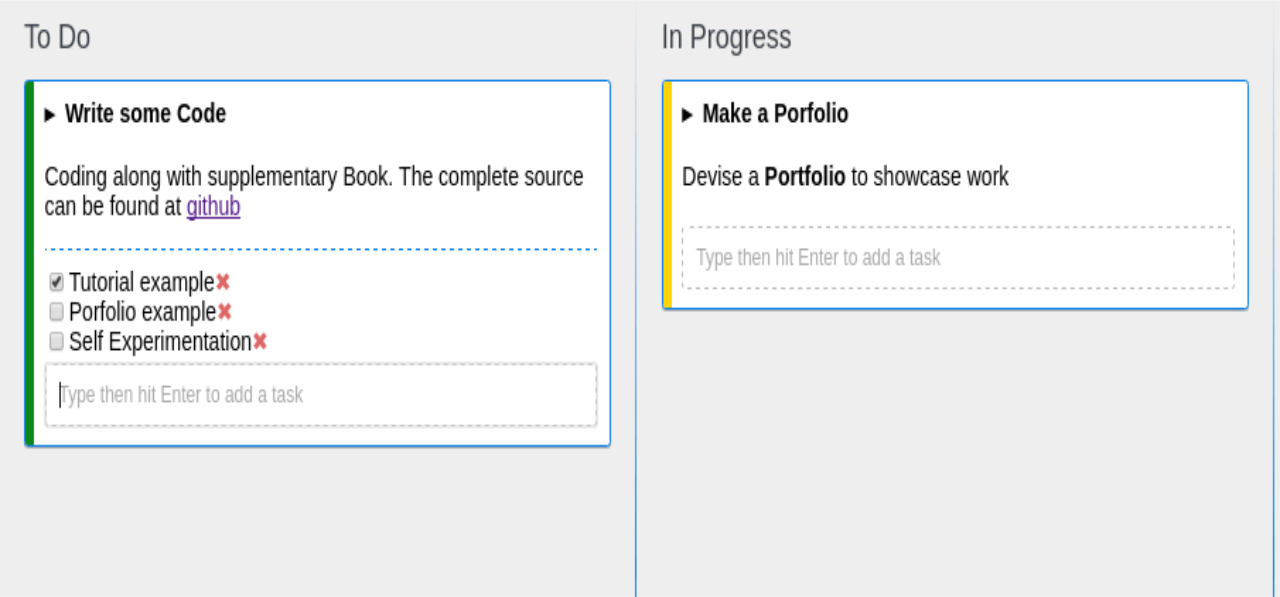 To Do
Write some Code
Coding along with supplementary Book. The complete source
can be found at github
Tutorial example
Porfolio example
Self Experimentation
Type then hit Enter to add a task
In Progress
Make a Porfolio
Devise a Portfolio to showcase work
Type then hit Enter to add a task